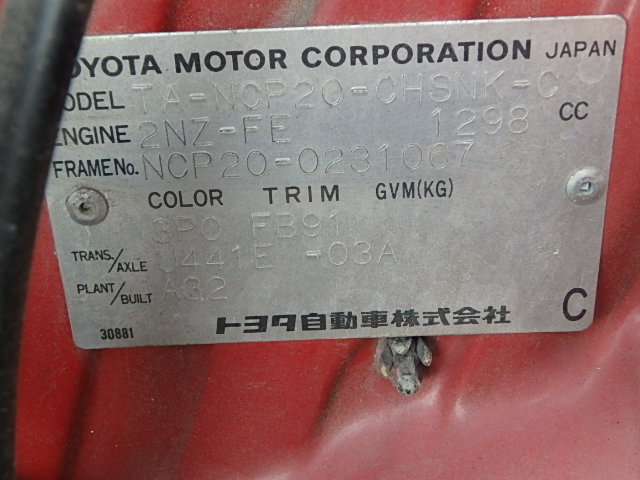 OYOTA MOTOR CORPORATION JAPAN
MODEL TA-NCP20-CHSNK-C
ENGINE 2NZ-FE 1298 CC
FRAME No. NCP20-0231067
COLOR TRIM GVM(KG)
3P0 FB91
TRANS./AXLE U441E -03A
PLANT/BUILT A32
30881 トヨタ自動車株式会社 C